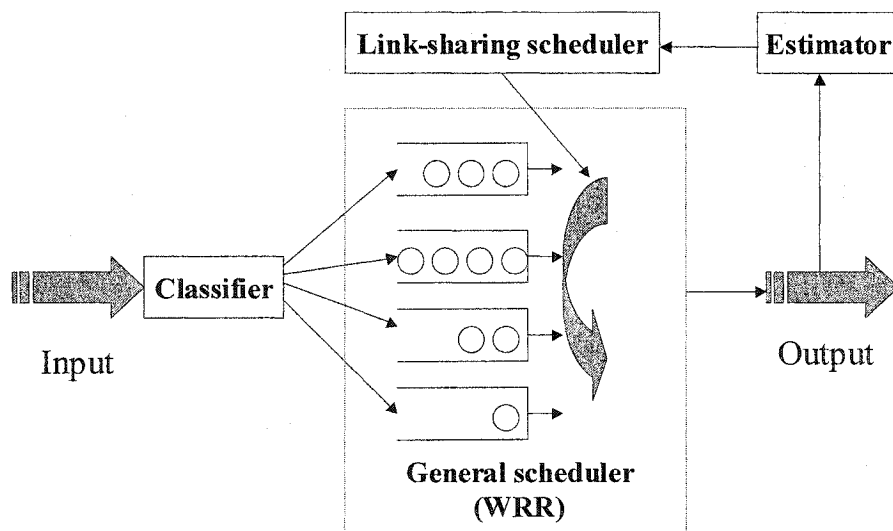 Link-sharing scheduler
Estimator
Classifier
Input
Output
General scheduler
(WRR)